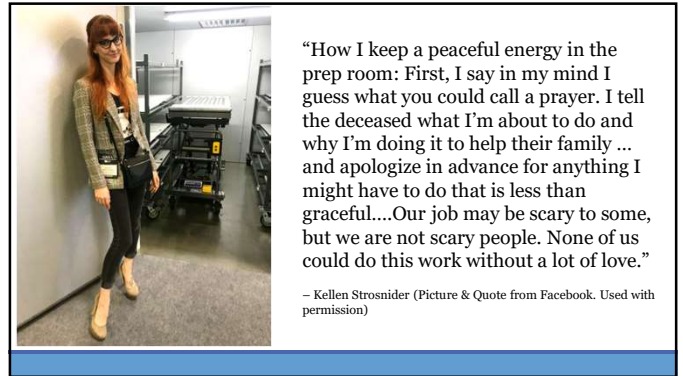 “How I keep a peaceful energy in the
prep room: First, I say in my mind I
guess what you could call a prayer. I tell
the deceased what I’m about to do and
why I’m doing it to help their family ...
and apologize in advance for anything I
might have to do that is less than
graceful....Our job may be scary to some,
but we are not scary people. None of us
could do this work without a lot of love.”
– Kellen Strosnider (Picture & Quote from Facebook. Used with
permission)